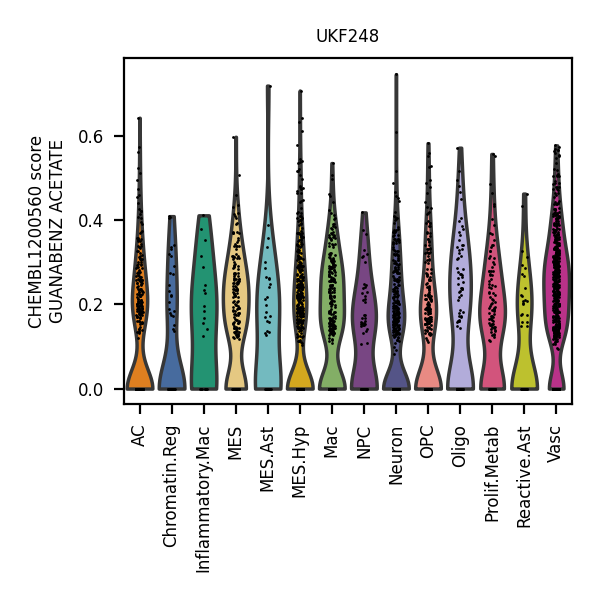 UKF248
CHEMBL1200560 score
GUANABENZ ACETATE
0.6
0.4
0.2
0.0
AC
Chromatin.Reg
Inflammatory.Mac
MES
MES.Ast
MES.Hyp
Mac
NPC
Neuron
OPC
Oligo
Prolif.Metab
Reactive.Ast
Vasc